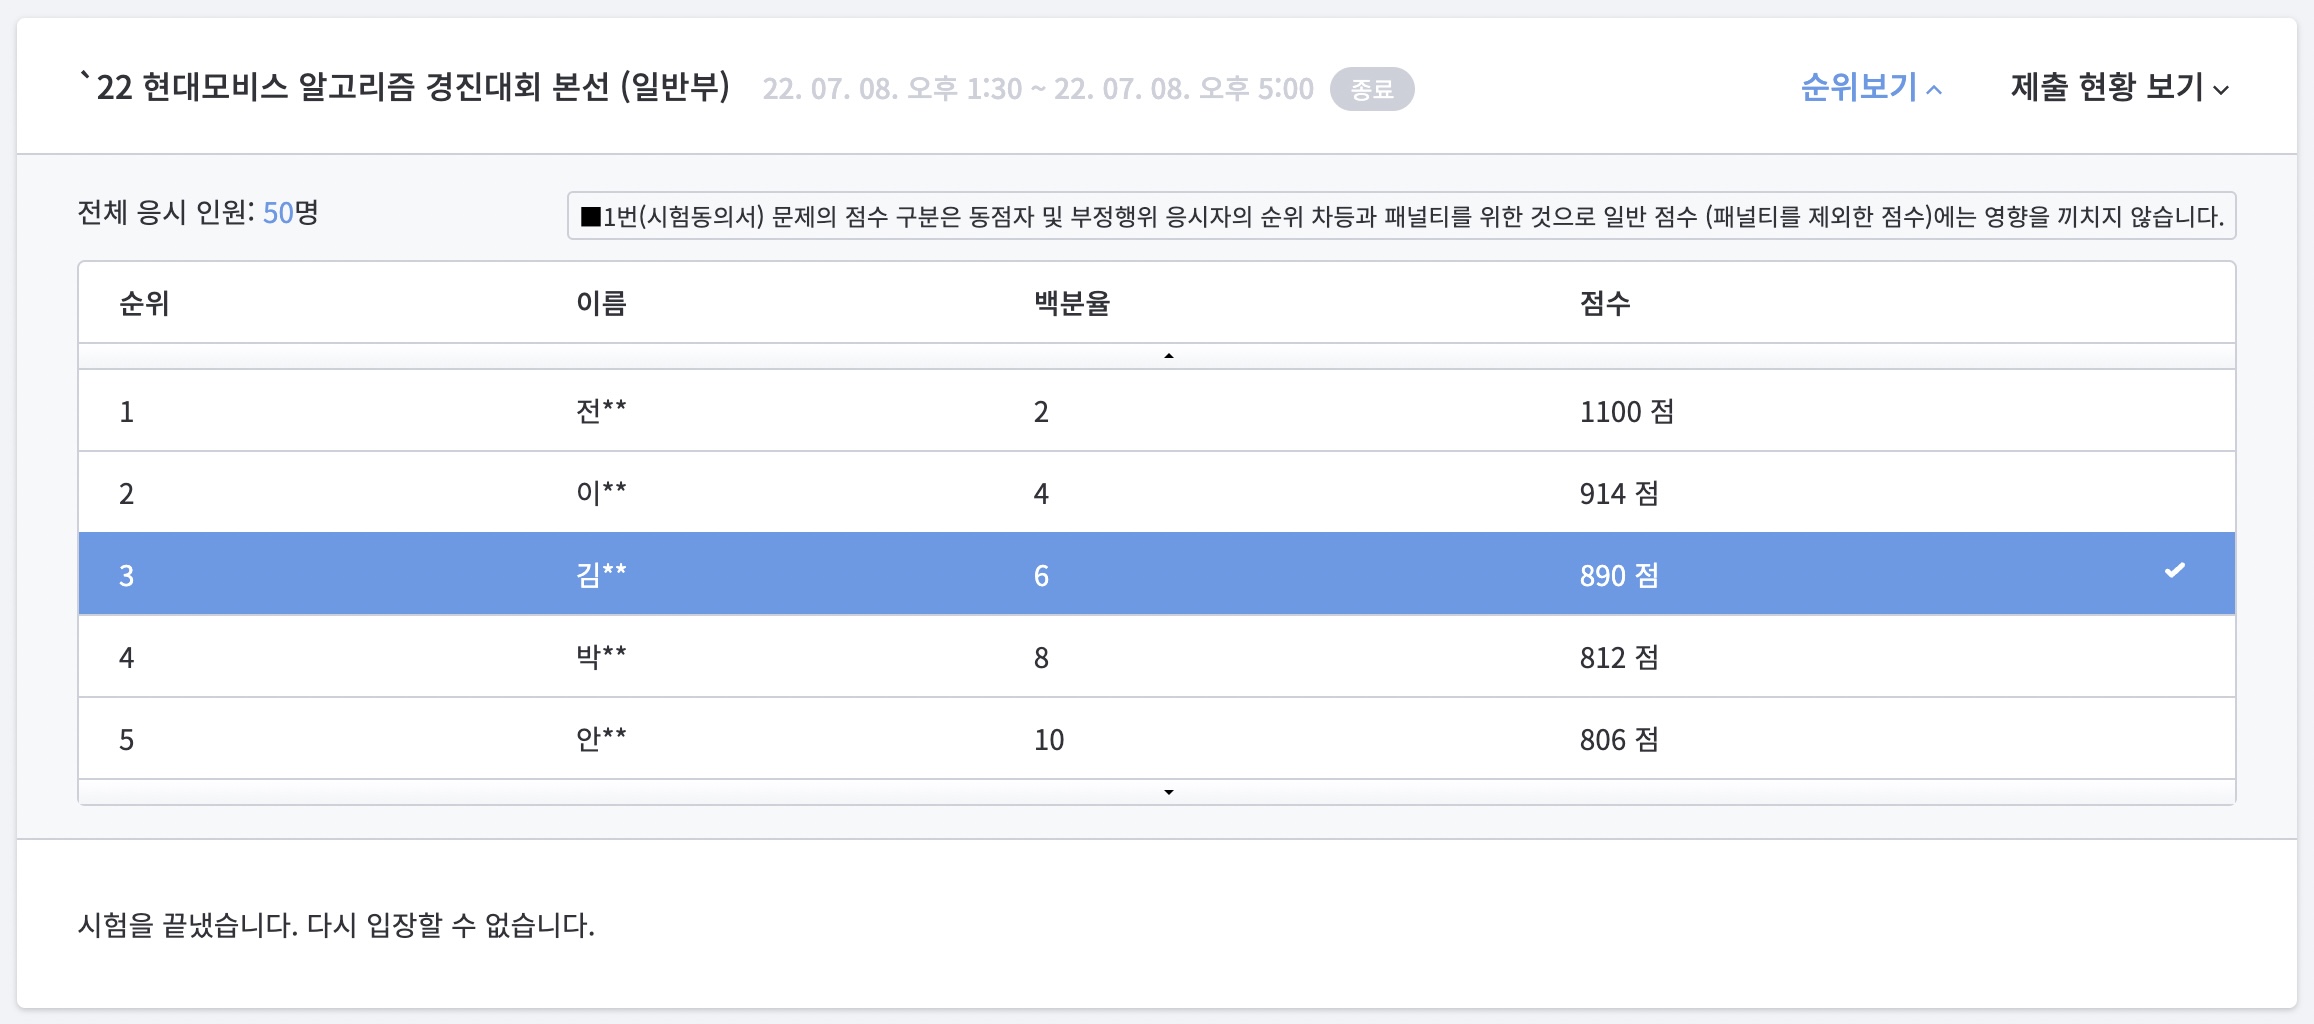 `22 현대모비스 알고리즘 경진대회 본선 (일반부) 22. 07. 08. 오후 1:30 ~ 22. 07. 08. 오후 5:00 종료 순위보기 제출 현황 보기
전체 응시 인원: 50명 ■1번(시험동의서) 문제의 점수 구분은 동점자 및 부정행위 응시자의 순위 차등과 패널티를 위한 것으로 일반 점수 (패널티를 제외한 점수)에는 영향을 끼치지 않습니다.
순위 이름 백분율 점수
1 전** 2 1100 점
2 이** 4 914 점
3 김** 6 890 점
4 박** 8 812 점
5 안** 10 806 점
시험을 끝냈습니다. 다시 입장할 수 없습니다.